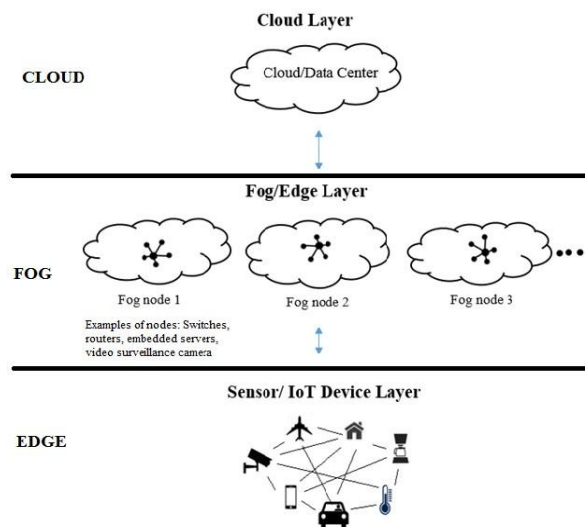 Cloud Layer
CLOUD
Cloud/Data Center
Fog/Edge Layer
FOG
Fog node 1
Fog node 2
Fog node 3
Examples of nodes: Switches,
routers, embedded servers,
video surveillance camera
Sensor/ IoT Device Layer
EDGE